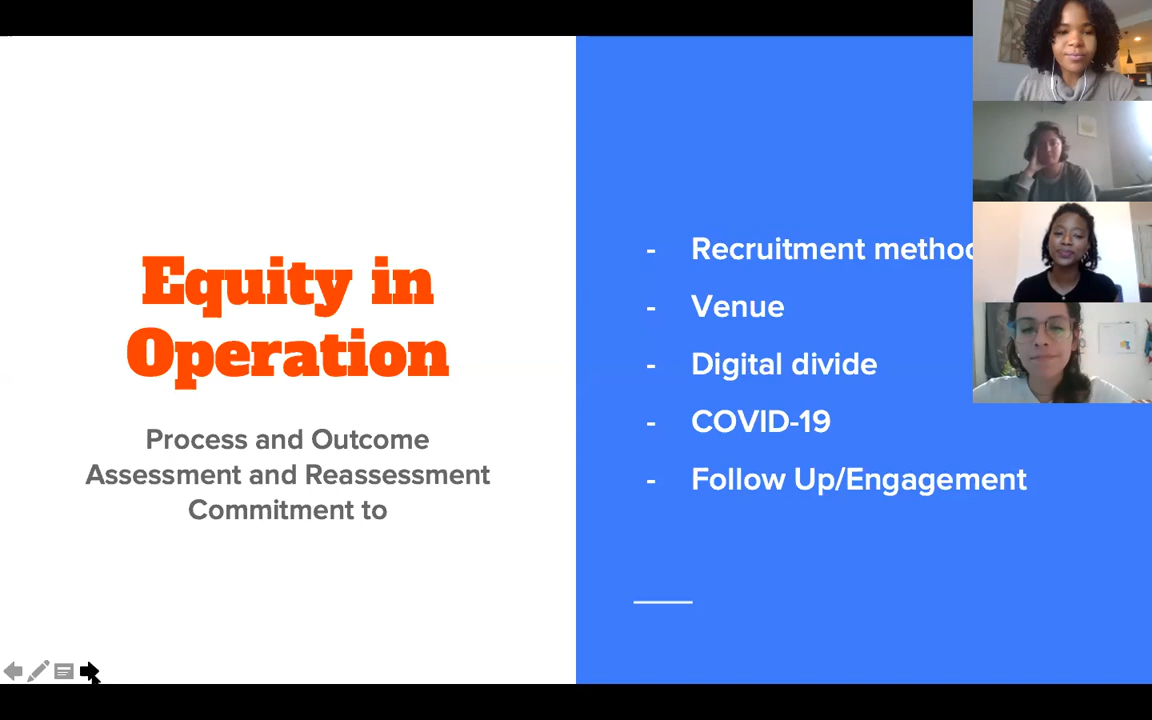 Equity in
Operation
Process and Outcome
Assessment and Reassessment
Commitment to
- Recruitment
- Venue
- Digital divide
- COVID-19
- Follow Up/Engagement